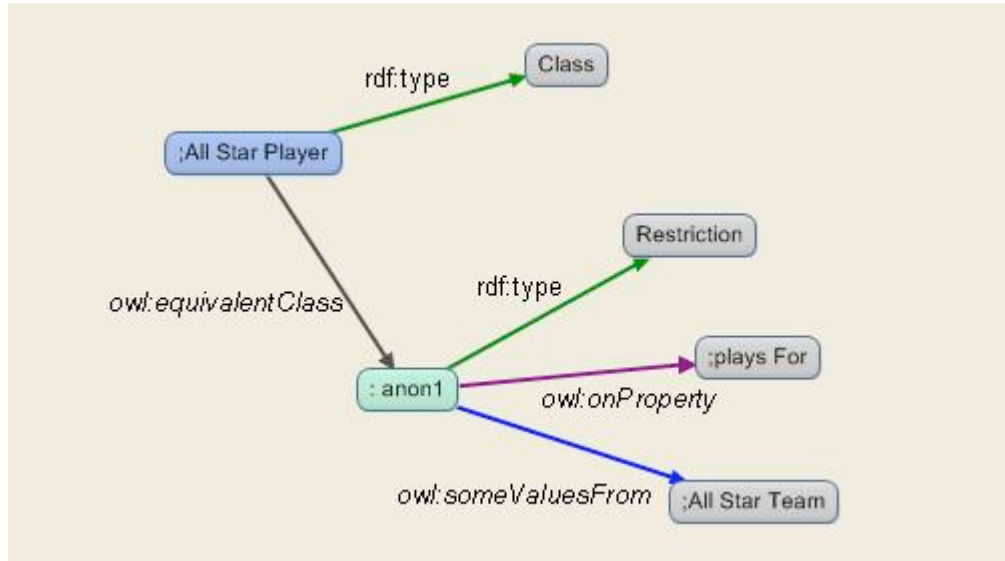 Class
rdf:type
;All Star Player
Restriction
rdf:type
owl:equivalentClass
;plays For
: anon1
owl:onProperty
owl:someValuesFrom
;All Star Team